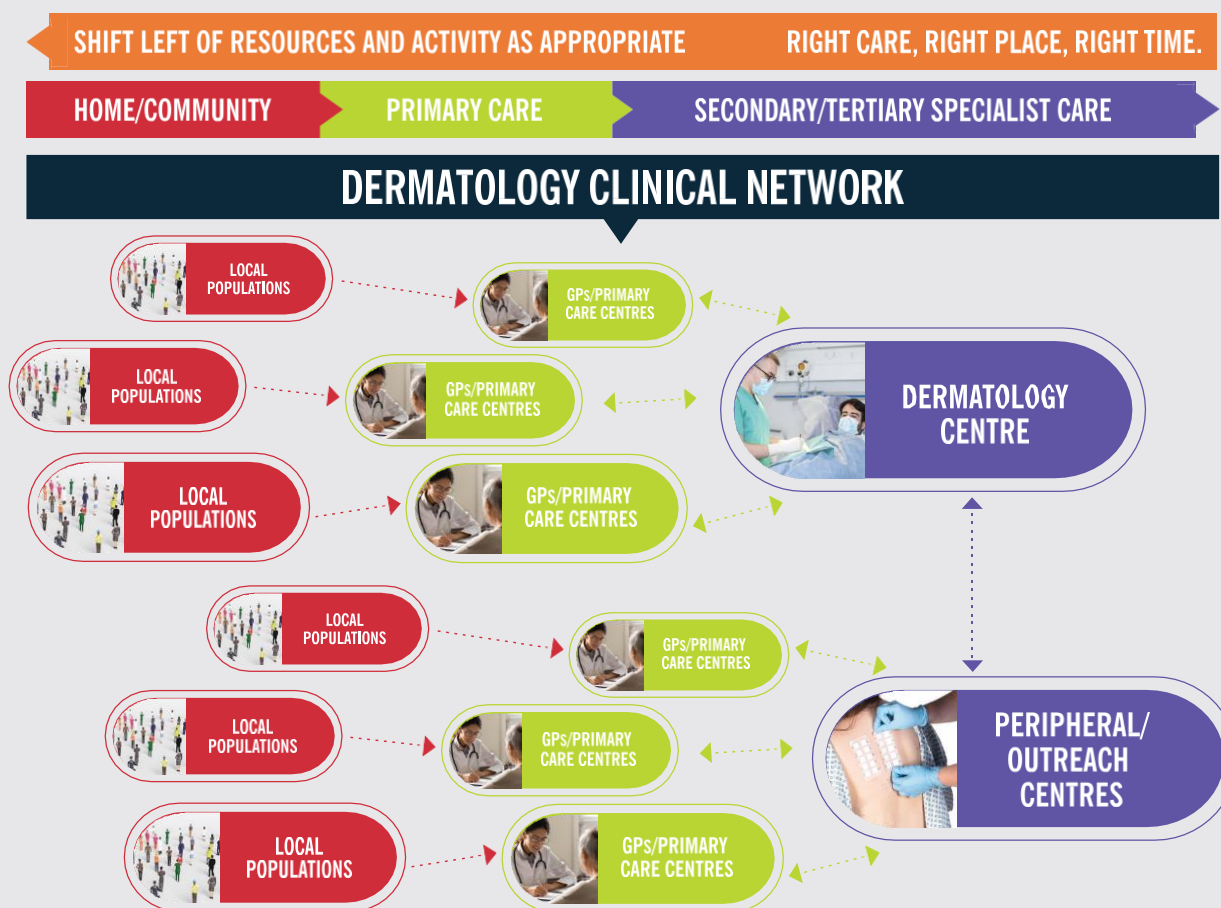 SHIFT LEFT OF RESOURCES AND ACTIVITY AS APPROPRIATE RIGHT CARE, RIGHT PLACE, RIGHT TIME.
HOME/COMMUNITY PRIMARY CARE SECONDARY/TERTIARY SPECIALIST CARE
DERMATOLOGY CLINICAL NETWORK
LOCAL
POPULATIONS
GPs/PRIMARY
CARE CENTRES
LOCAL
POPULATIONS
GPs/PRIMARY
CARE CENTRES
DERMATOLOGY
CENTRE
LOCAL
POPULATIONS
GPs/PRIMARY
CARE CENTRES
LOCAL
POPULATIONS
GPs/PRIMARY
CARE CENTRES
LOCAL
POPULATIONS
GPs/PRIMARY
CARE CENTRES
PERIPHERAL/
OUTREACH
CENTRES
LOCAL
POPULATIONS
GPs/PRIMARY
CARE CENTRES